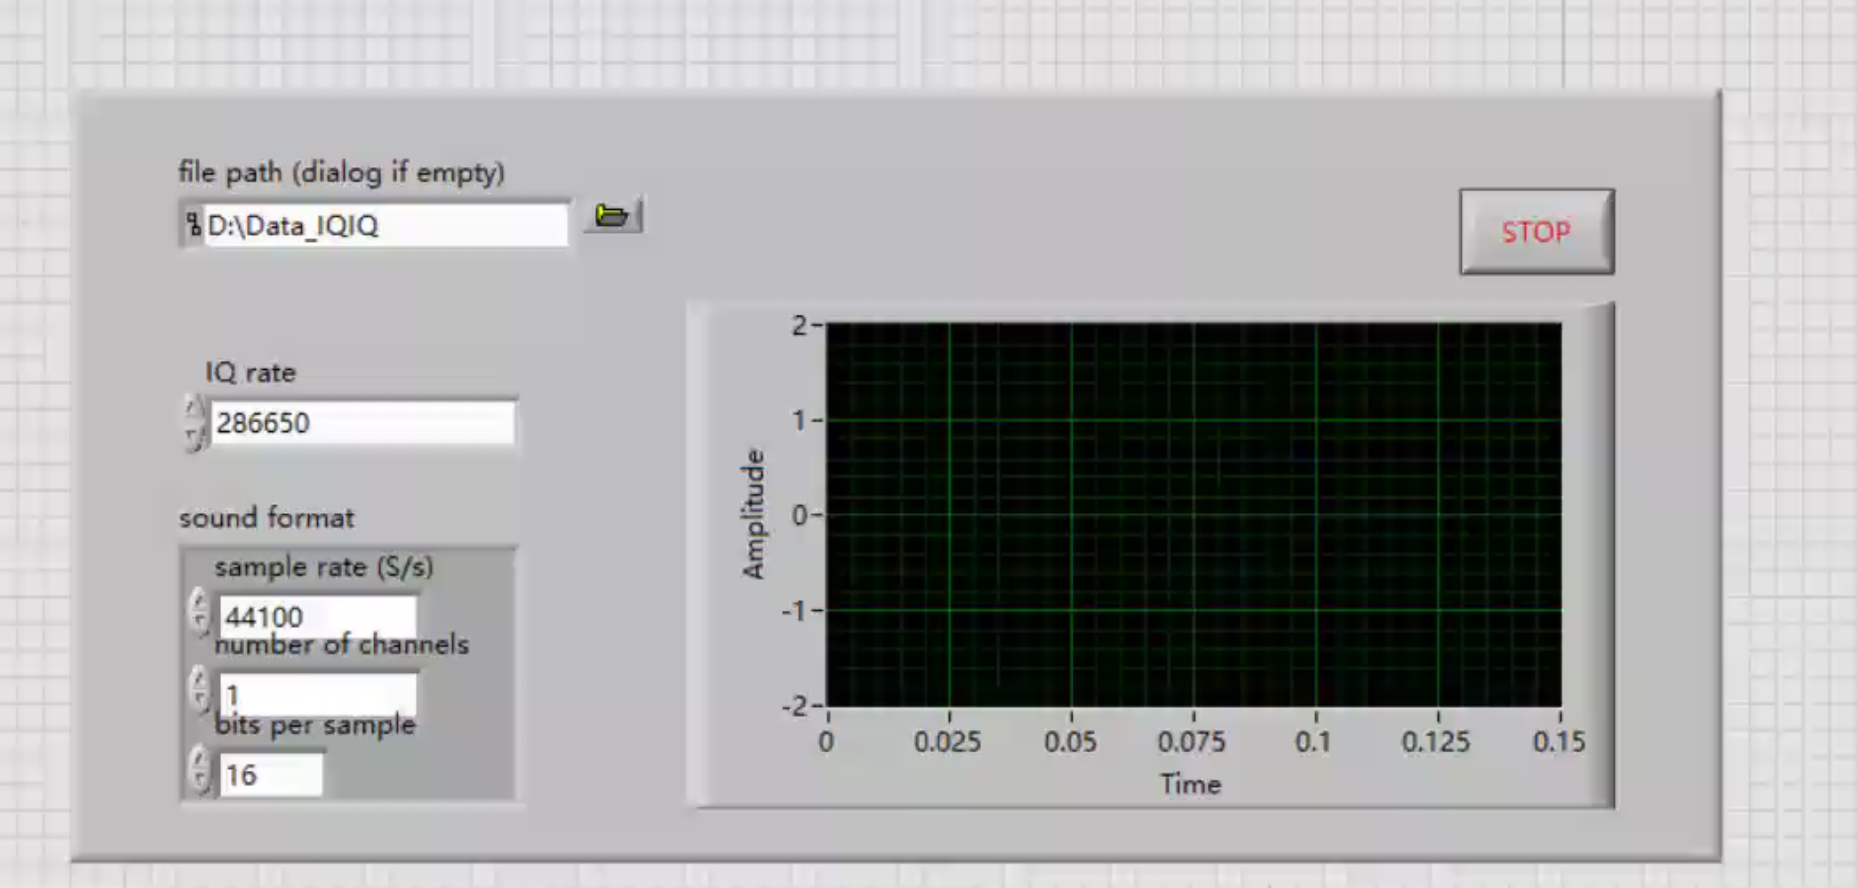 file path (dialog if empty)
D:\Data_IQIQ
STOP
IQ rate
286650
sound format
sample rate (S/s)
44100
number of channels
1
bits per sample
16
Amplitude
2
1
0
-1
-2
0 0.025 0.05 0.075 0.1 0.125 0.15
Time